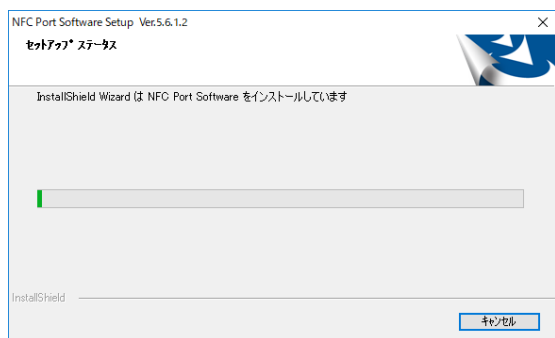 NFC Port Software Setup Ver.5.6.1.2
セットアップ ステータス
InstallShield Wizard は NFC Port Software をインストールしています
InstallShield
キャンセル